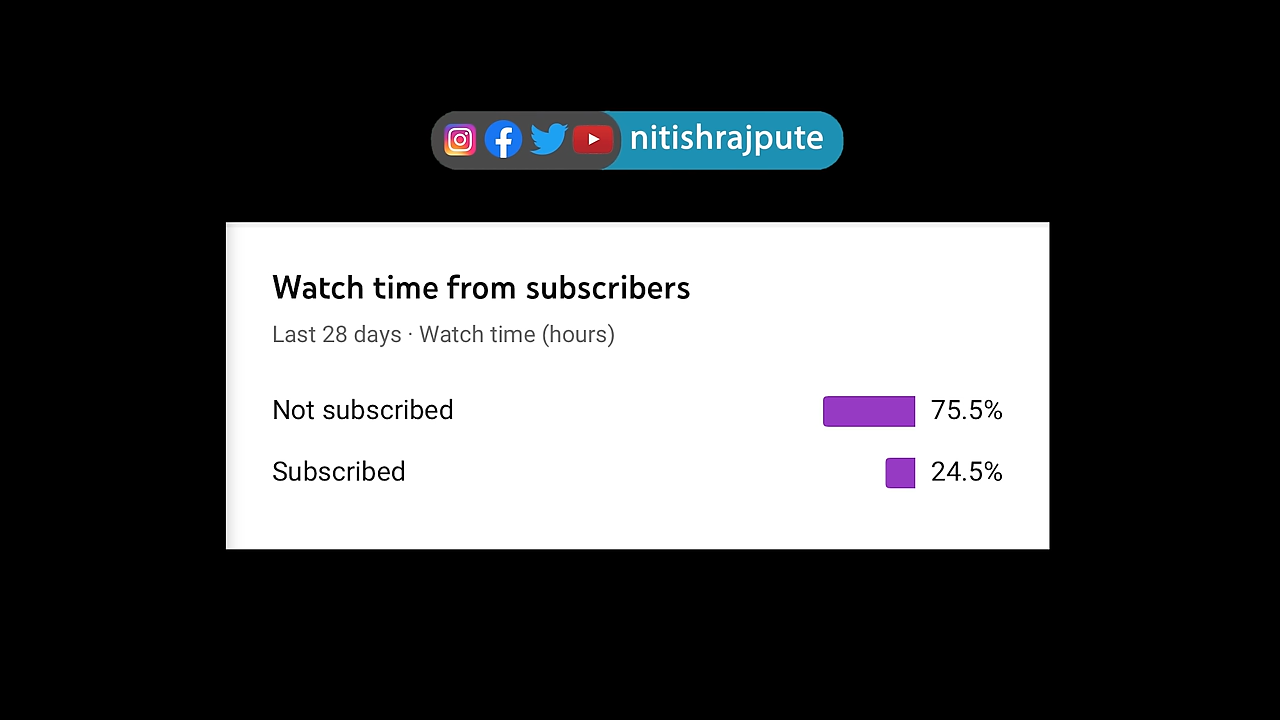 nitishrajpute
Watch time from subscribers
Last 28 days · Watch time (hours)
Not subscribed 75.5%
Subscribed 24.5%